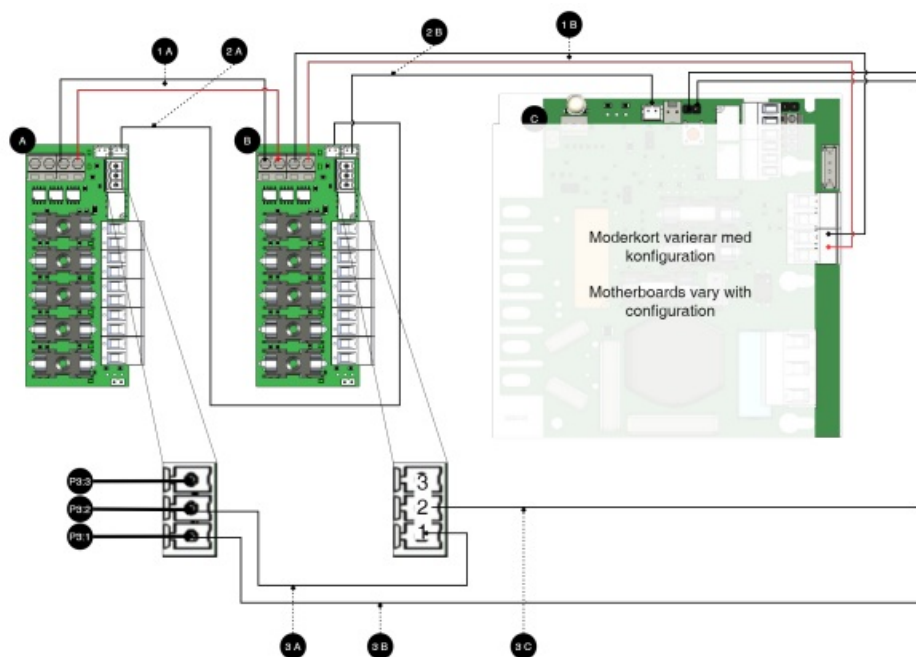 1 A
2 A
2 B
1 B
A
B
C
Moderkort varierar med
konfiguration
Motherboards vary with
configuration
P3:3
P3:2
P3:1
3
2
1
3 A
3 B
3 C